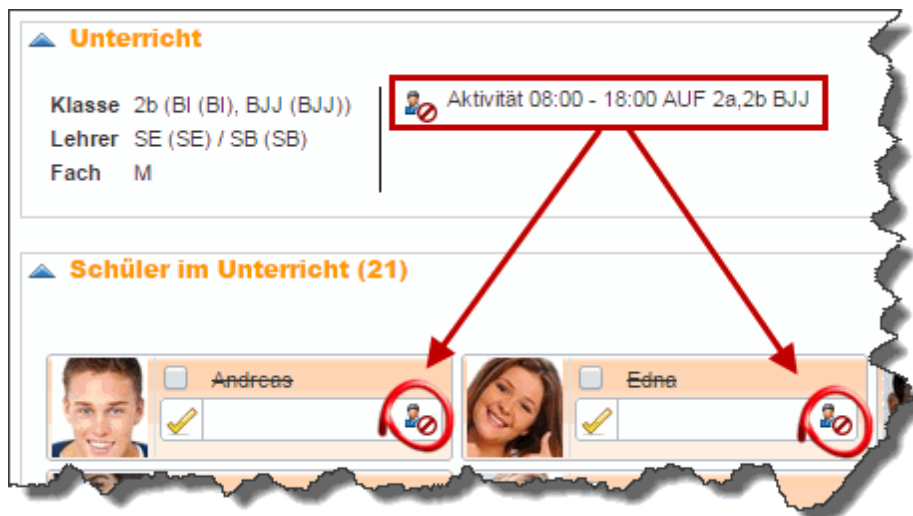 Unterricht
Klasse 2b (BI (BI), BJJ (BJJ))
Aktivität 08:00 - 18:00 AUF 2a,2b BJJ
Lehrer SE (SE) / SB (SB)
Fach M
Schüler im Unterricht (21)
Andreas
Edna